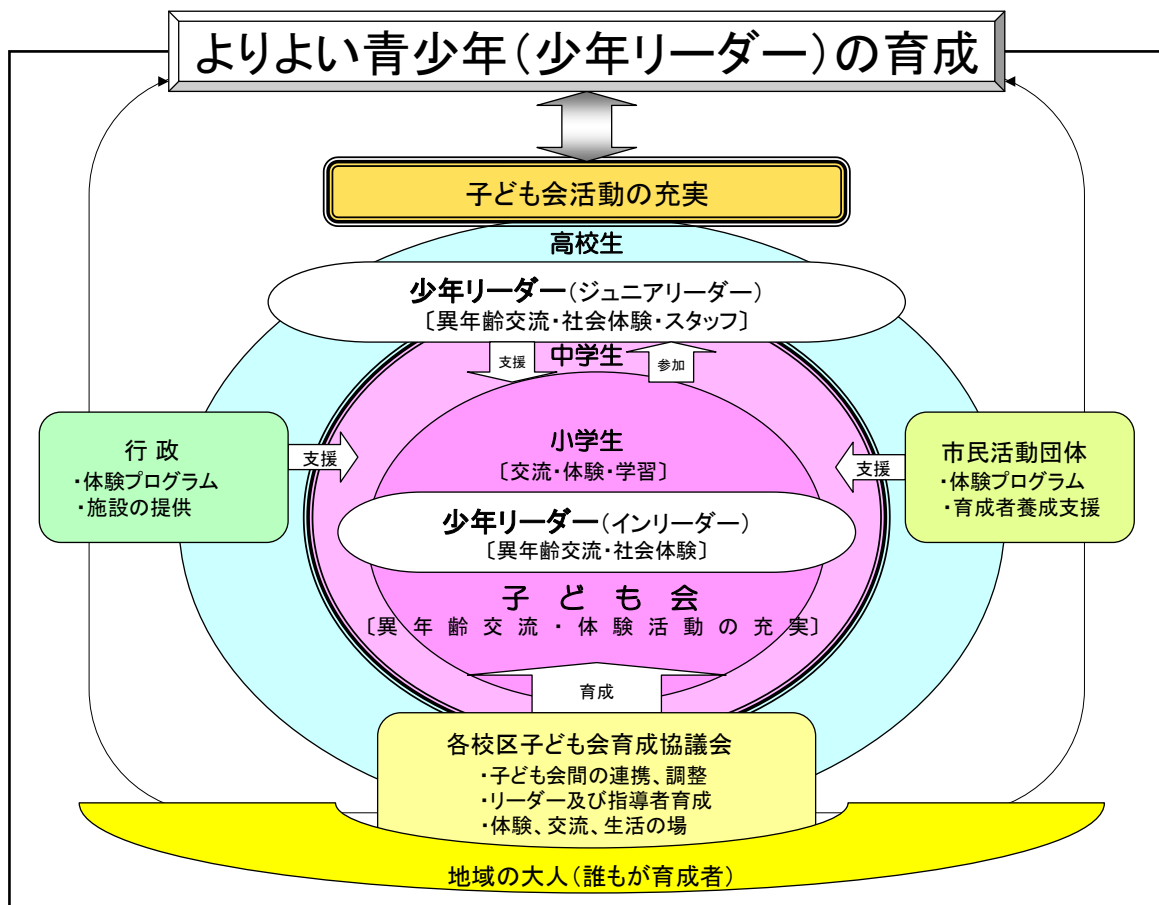 よりよい青少年（少年リーダー）の育成
子ども会活動の充実
高校生
少年リーダー（ジュニアリーダー）
〔異年齢交流・社会体験・スタッフ〕
支援
中学生
参加
小学生
〔交流・体験・学習〕
行 政
・体験プログラム
・施設の提供
支援
支援
市民活動団体
・体験プログラム
・育成者養成支援
少年リーダー（インリーダー）
〔異年齢交流・社会体験〕
子 ど も 会
〔異 年 齢 交 流 ・ 体 験 活 動 の 充 実〕
育成
各校区子ども会育成協議会
・子ども会間の連携、調整
・リーダー及び指導者育成
・体験、交流、生活の場
地域の大人（誰もが育成者）